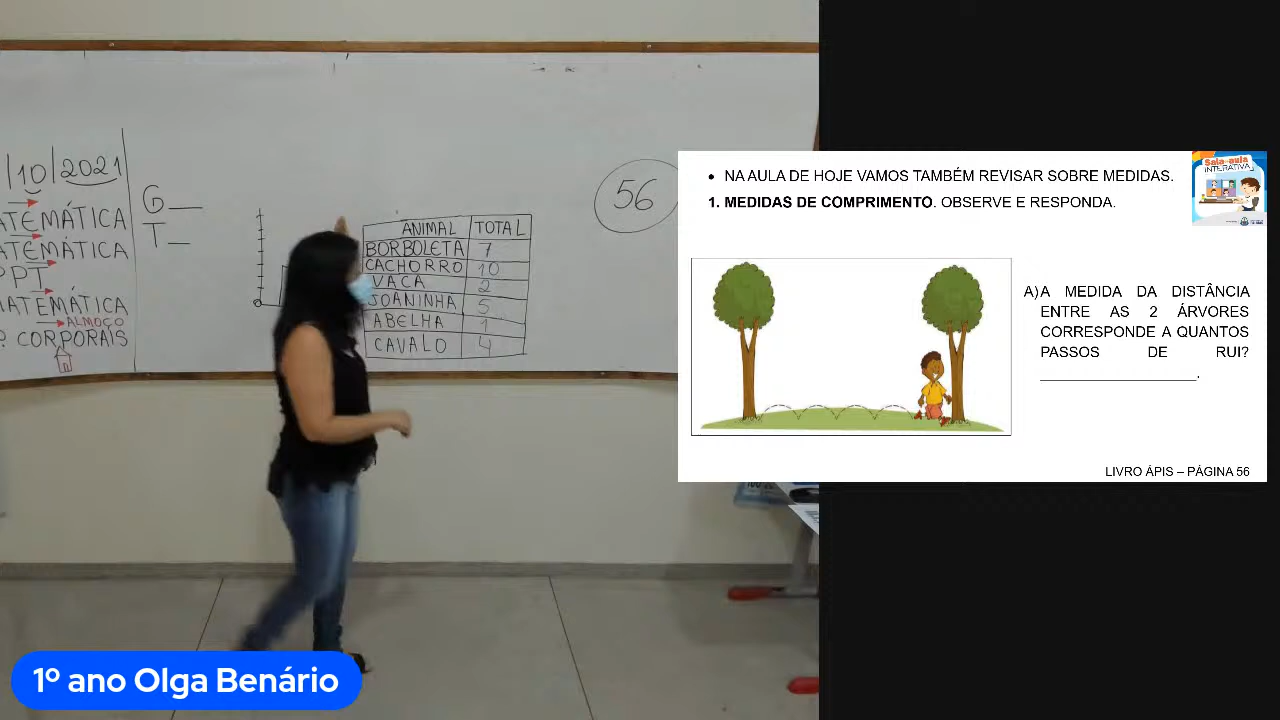 |10|2021
ATEMÁTICA
ATEMÁTICA
PPT
MATEMÁTICA
ALMOÇO
CORPORAIS
G
T
ANIMAL TOTAL
BORBOLETA 7
CACHORRO 10
VACA 2
JOANINHA 5
ABELHA 1
CAVALO 4
56
• NA AULA DE HOJE VAMOS TAMBÉM REVISAR SOBRE MEDIDAS.
1. MEDIDAS DE COMPRIMENTO. OBSERVE E RESPONDA.
Sala de aula
INTERATIVA
A) A MEDIDA DA DISTÂNCIA
ENTRE AS 2 ÁRVORES
CORRESPONDE A QUANTOS
PASSOS DE RUI?
____________________.
LIVRO ÁPIS – PÁGINA 56
1º ano Olga Benário